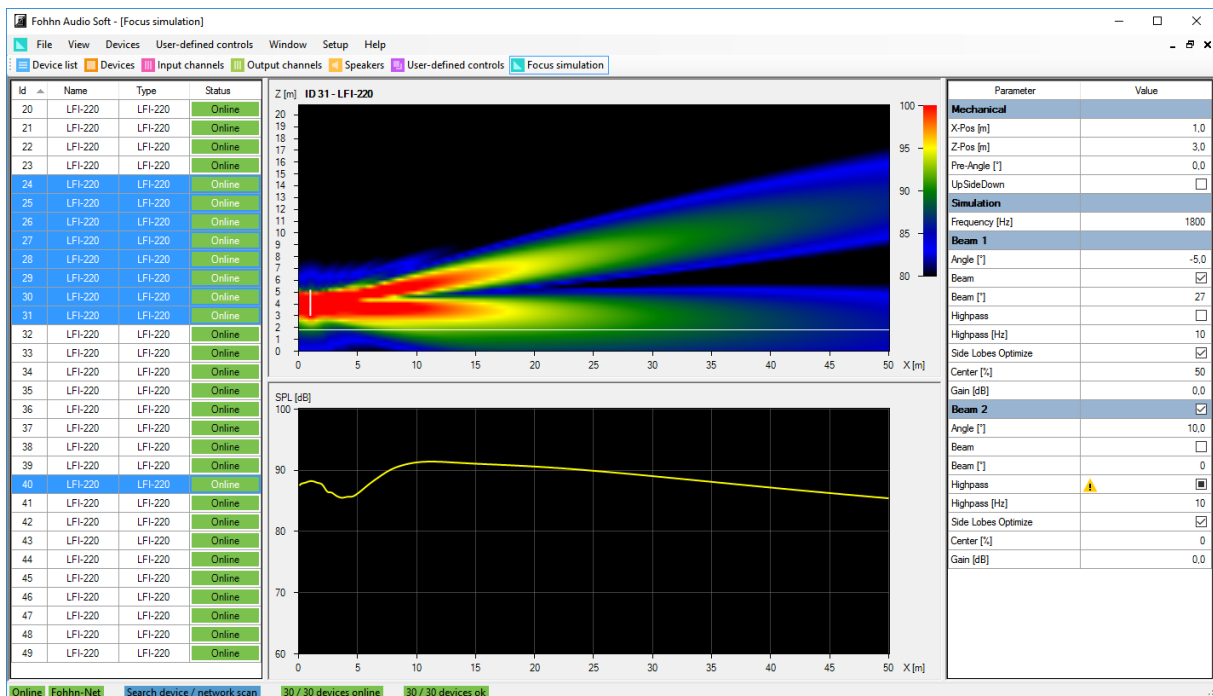 Fohhn Audio Soft - [Focus simulation]
File View Devices User-defined controls Window Setup Help
Device list Devices Input channels Output channels Speakers User-defined controls Focus simulation
Id Name Type Status
20 LFI-220 LFI-220 Online
21 LFI-220 LFI-220 Online
22 LFI-220 LFI-220 Online
23 LFI-220 LFI-220 Online
24 LFI-220 LFI-220 Online
25 LFI-220 LFI-220 Online
26 LFI-220 LFI-220 Online
27 LFI-220 LFI-220 Online
28 LFI-220 LFI-220 Online
29 LFI-220 LFI-220 Online
30 LFI-220 LFI-220 Online
31 LFI-220 LFI-220 Online
32 LFI-220 LFI-220 Online
33 LFI-220 LFI-220 Online
34 LFI-220 LFI-220 Online
35 LFI-220 LFI-220 Online
36 LFI-220 LFI-220 Online
37 LFI-220 LFI-220 Online
38 LFI-220 LFI-220 Online
39 LFI-220 LFI-220 Online
40 LFI-220 LFI-220 Online
41 LFI-220 LFI-220 Online
42 LFI-220 LFI-220 Online
43 LFI-220 LFI-220 Online
44 LFI-220 LFI-220 Online
45 LFI-220 LFI-220 Online
46 LFI-220 LFI-220 Online
47 LFI-220 LFI-220 Online
48 LFI-220 LFI-220 Online
49 LFI-220 LFI-220 Online
Z [m] ID 31 - LFI-220
20
19
18
17
16
15
14
13
12
11
10
9
8
7
6
5
4
3
2
1
0
0 5 10 15 20 25 30 35 40 45 50 X [m]
100
95
90
85
80
SPL [dB]
100
90
80
70
60
0 5 10 15 20 25 30 35 40 45 50 X [m]
Parameter Value
Mechanical
X-Pos [m] 1,0
Z-Pos [m] 3,0
Pre-Angle [°] 0,0
UpSideDown
Simulation
Frequency [Hz] 1800
Beam 1
Angle [°] -5,0
Beam
Beam [°] 27
Highpass
Highpass [Hz] 10
Side Lobes Optimize
Center [%] 50
Gain [dB] 0,0
Beam 2
Angle [°] 10,0
Beam
Beam [°] 0
Highpass
Highpass [Hz] 10
Side Lobes Optimize
Center [%] 0
Gain [dB] 0,0
Online Fohhn-Net Search device / network scan 30 / 30 devices online 30 / 30 devices ok